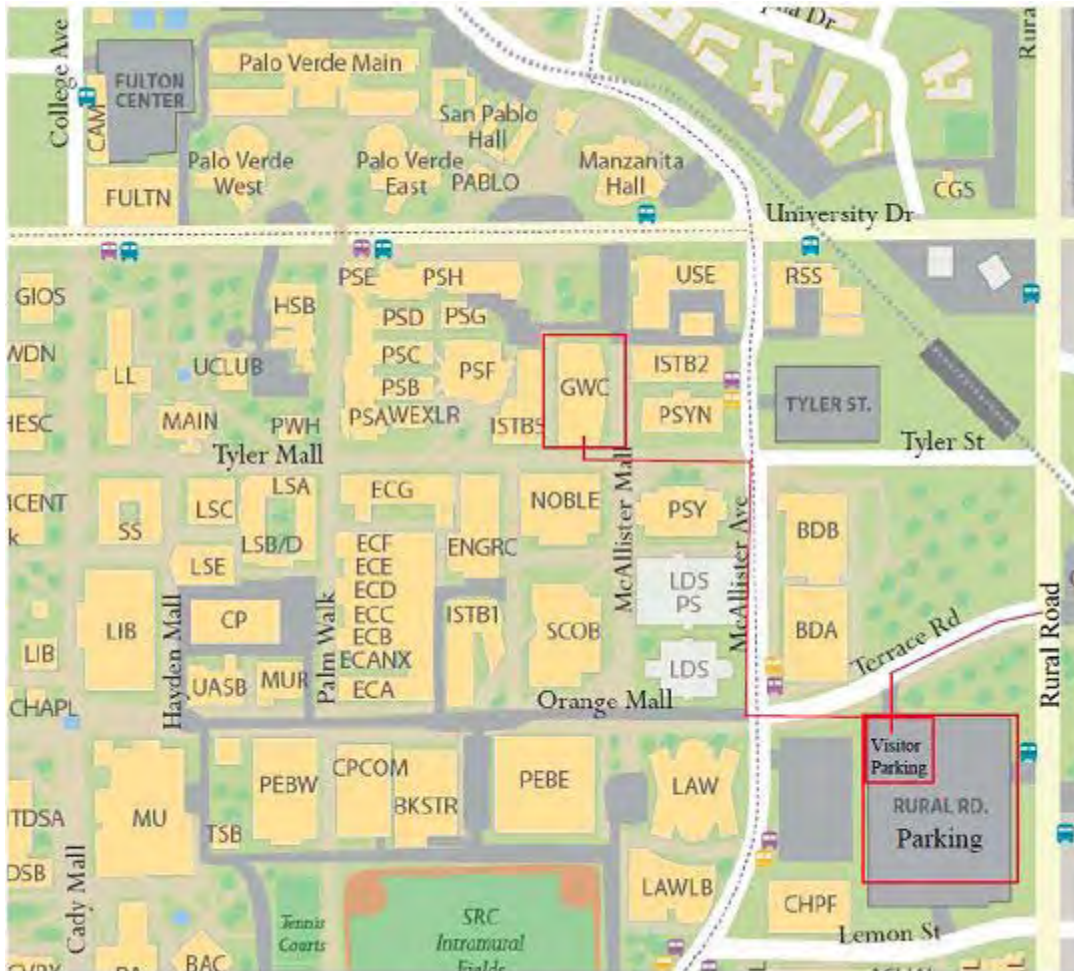 College Ave
CAM
FULTON
CENTER
FULTN
Palo Verde Main
San Pablo
Hall
Palo Verde
West
Palo Verde
East
PABLO
Manzanita
Hall
Dr
CGS
University Dr
GIOS
WDN
HESC
LL
UCLUB
HSB
MAIN
PWH
PSE
PSH
PSD
PSG
PSC
PSF
PSB
PSA
WEXLR
ISTB5
GWC
USE
RSS
ISTB2
PSYN
TYLER ST.
Tyler Mall
Tyler St
ICENT
k
SS
LSC
LSA
LSB/D
LSE
ECG
NOBLE
PSY
BDB
McAllister Mall
McAllister Ave
LIB
LIB
CHAPL
Hayden Mall
CP
UASB
MUR
Palm Walk
ECF
ECE
ECD
ECC
ECB
ECANX
ECA
ENGRC
ISTB1
SCOB
LDS
PS
LDS
BDA
Terrace Rd
Rural Road
Orange Mall
Visitor
Parking
RURAL RD.
Parking
TDSA
DSB
MU
TSB
PEBW
CPCOM
BKSTR
PEBE
LAW
LAWLB
CHPF
Lemon St
Cady Mall
BAC
Tennis
Courts
SRC
Intramural
Fields